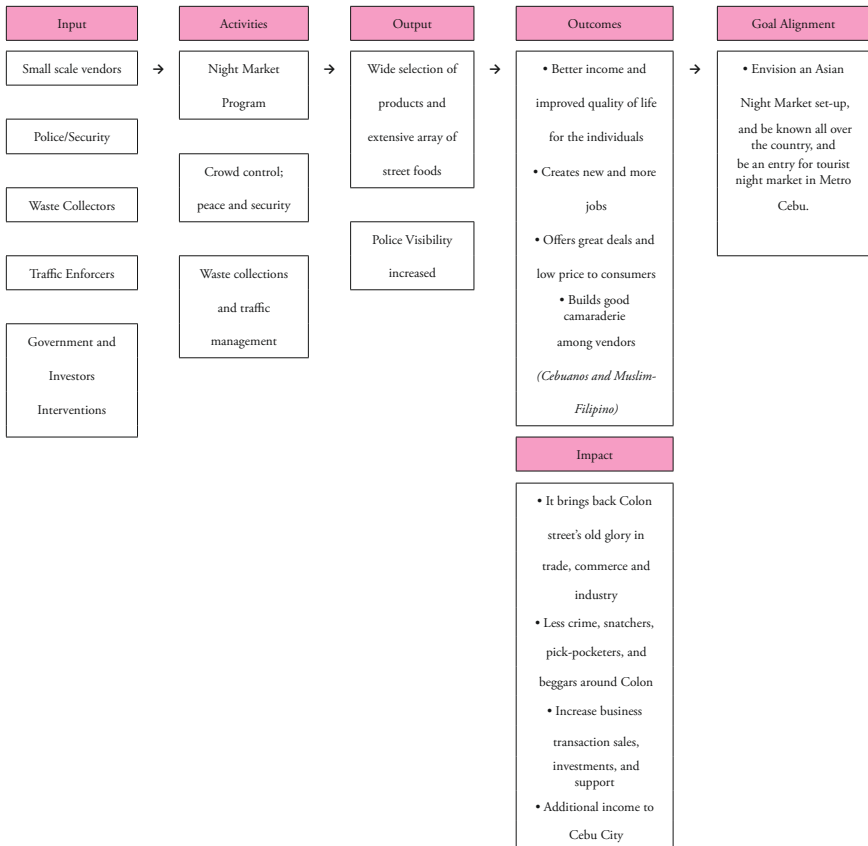 Input
Small scale vendors
Police/Security
Waste Collectors
Traffic Enforcers
Government and
Investors
Interventions
→
Activities
Night Market
Program
Crowd control;
peace and security
Waste collections
and traffic
management
→
Output
Wide selection of
products and
extensive array of
street foods
Police Visibility
increased
→
Outcomes
• Better income and
improved quality of life
for the individuals
• Creates new and more
jobs
• Offers great deals and
low price to consumers
• Builds good
camaraderie
among vendors
(Cebuanos and Muslim-
Filipino)
Impact
• It brings back Colon
street’s old glory in
trade, commerce and
industry
• Less crime, snatchers,
pick-pocketers, and
beggars around Colon
• Increase business
transaction sales,
investments, and
support
• Additional income to
Cebu City
→
Goal Alignment
• Envision an Asian
Night Market set-up,
and be known all over
the country, and
be an entry for tourist
night market in Metro
Cebu.